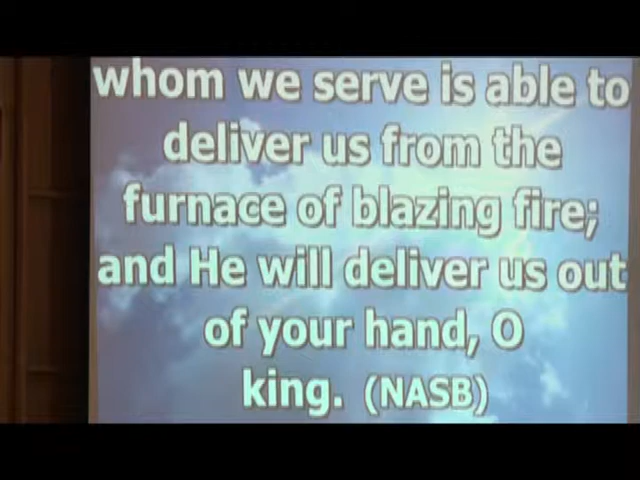 whom we serve is able to
deliver us from the
furnace of blazing fire;
and He will deliver us out
of your hand, O
king. (NASB)